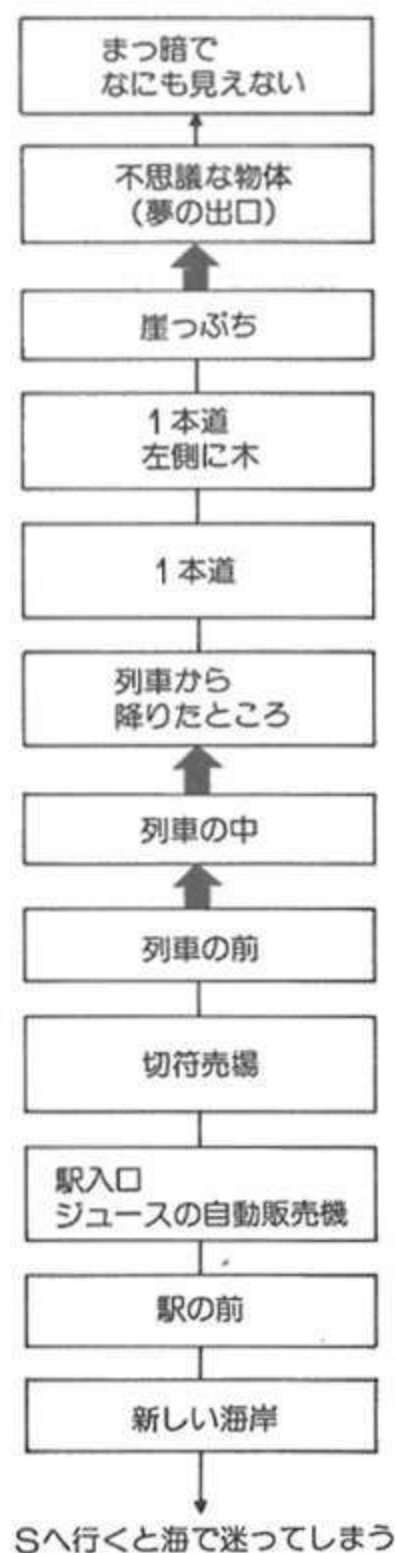 まっ暗で
なにも見えない
不思議な物体
（夢の出口）
崖っぷち
1本道
左側に木
1本道
列車から
降りたところ
列車の中
列車の前
切符売場
駅入口
ジュースの自動販売機
駅の前
新しい海岸
Sへ行くと海で迷ってしまう